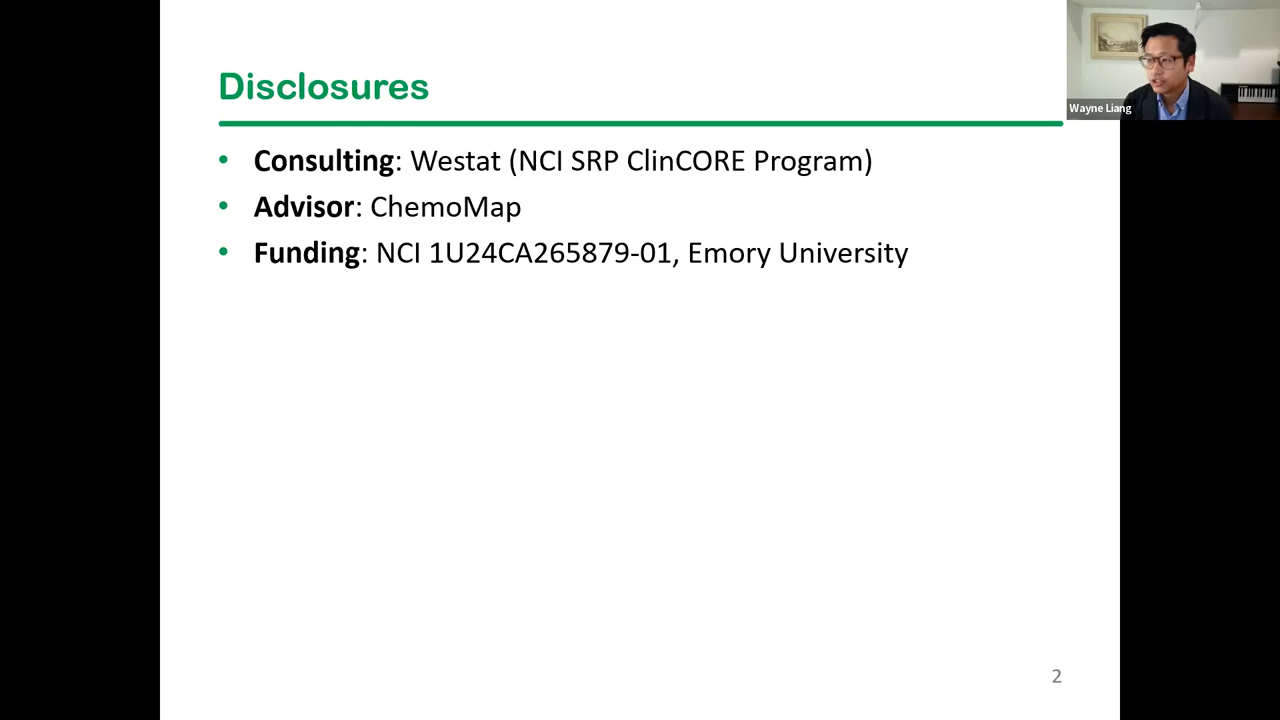 Disclosures
Wayne Liang
• Consulting: Westat (NCI SRP ClinCORE Program)
• Advisor: ChemoMap
• Funding: NCI 1U24CA265879-01, Emory University
2